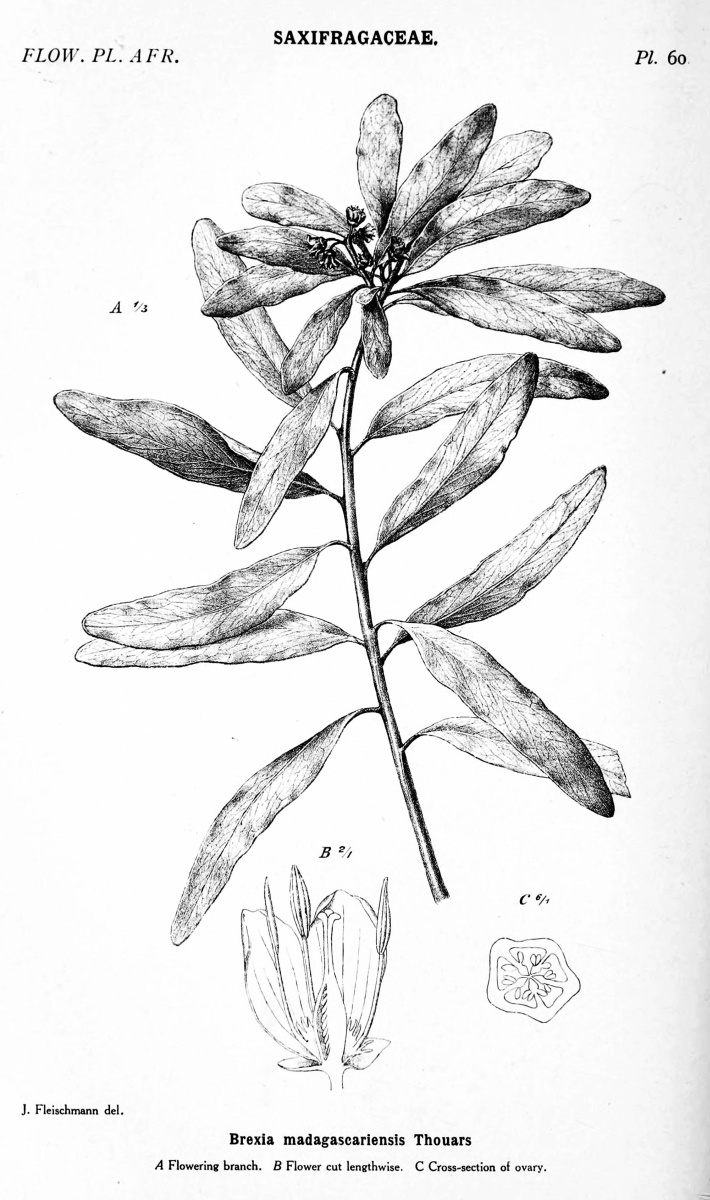 SAXIFRAGACEAE.
FLOW. PL. AFR.
Pl. 60
A 1/3
B 2/1
C 6/1
J. Fleischmann del.
Brexia madagascariensis Thouars
A Flowering branch. B Flower cut lengthwise. C Cross-section of ovary.